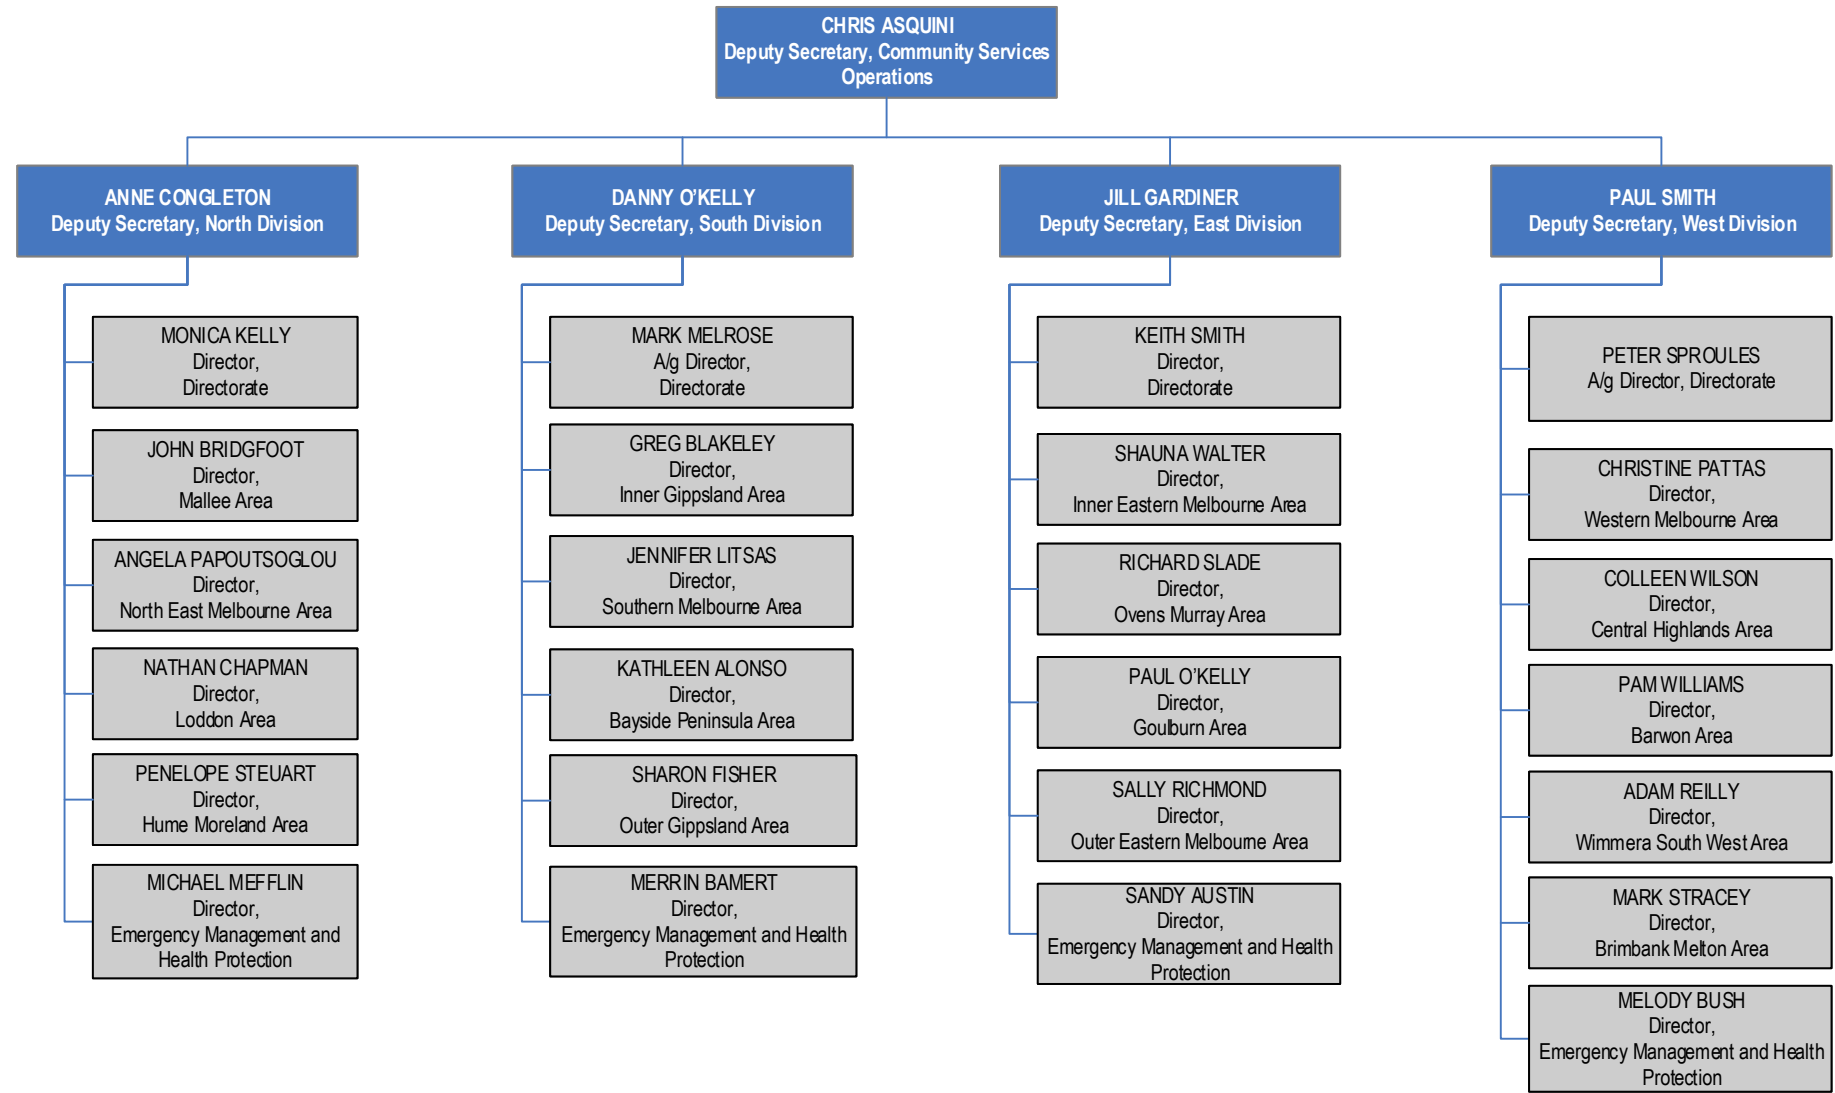 CHRIS ASQUINI
Deputy Secretary, Community Services
Operations
ANNE CONGLETON
Deputy Secretary, North Division
MONICA KELLY
Director,
Directorate
JOHN BRIDGFOOT
Director,
Mallee Area
ANGELA PAPOUTSOGLOU
Director,
North East Melbourne Area
NATHAN CHAPMAN
Director,
Loddon Area
PENELOPE STEUART
Director,
Hume Moreland Area
MICHAEL MEFFLIN
Director,
Emergency Management and
Health Protection
DANNY O’KELLY
Deputy Secretary, South Division
MARK MELROSE
A/g Director,
Directorate
GREG BLAKELEY
Director,
Inner Gippsland Area
JENNIFER LITSAS
Director,
Southern Melbourne Area
KATHLEEN ALONSO
Director,
Bayside Peninsula Area
SHARON FISHER
Director,
Outer Gippsland Area
MERRIN BAMERT
Director,
Emergency Management and Health
Protection
JILL GARDINER
Deputy Secretary, East Division
KEITH SMITH
Director,
Directorate
SHAUNA WALTER
Director,
Inner Eastern Melbourne Area
RICHARD SLADE
Director,
Ovens Murray Area
PAUL O’KELLY
Director,
Goulburn Area
SALLY RICHMOND
Director,
Outer Eastern Melbourne Area
SANDY AUSTIN
Director,
Emergency Management and Health
Protection
PAUL SMITH
Deputy Secretary, West Division
PETER SPROULES
A/g Director, Directorate
CHRISTINE PATTAS
Director,
Western Melbourne Area
COLLEEN WILSON
Director,
Central Highlands Area
PAM WILLIAMS
Director,
Barwon Area
ADAM REILLY
Director,
Wimmera South West Area
MARK STRACEY
Director,
Brimbank Melton Area
MELODY BUSH
Director,
Emergency Management and Health
Protection